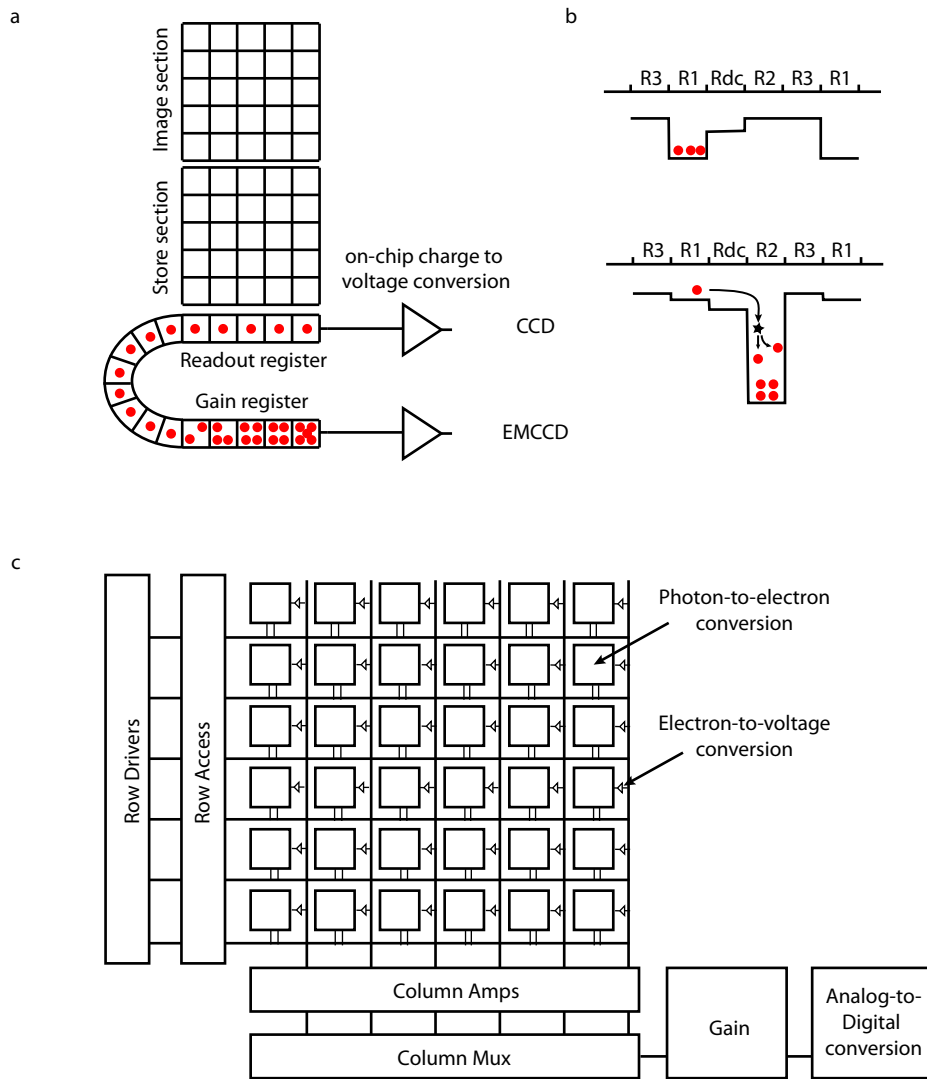 a
Image section
Store section
on-chip charge to
voltage conversion
CCD
Readout register
Gain register
EMCCD
b
R3 R1 Rdc R2 R3 R1
R3 R1 Rdc R2 R3 R1
c
Row Drivers
Row Access
Photon-to-electron
conversion
Electron-to-voltage
conversion
Column Amps
Column Mux
Gain
Analog-to-
Digital
conversion